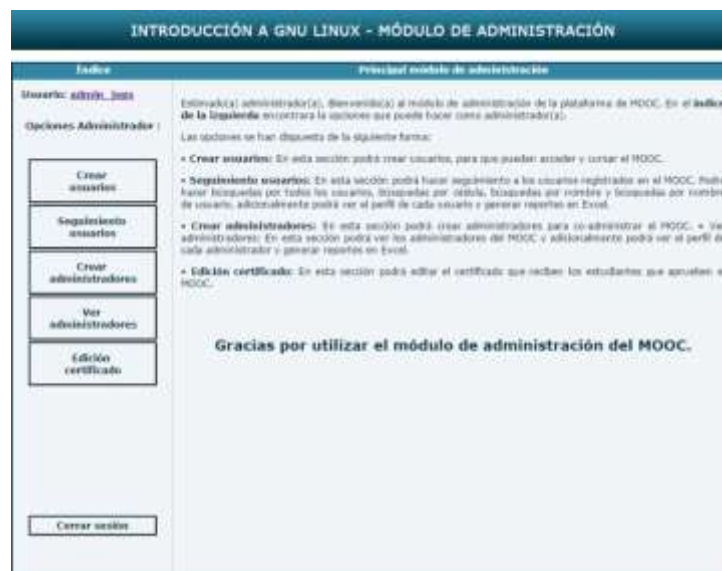 INTRODUCCIÓN A GNU LINUX - MÓDULO DE ADMINISTRACIÓN
Índice
Principal módulo de administración
Usuario: admin_
Opciones Administrador :
Crear
usuarios
Seguimiento
usuarios
Crear
administradores
Ver
administradores
Edición
certificado
Cerrar sesión
Estimado(a) administrador(a), Bienvenido(a) al módulo de administración de la plataforma de MOOC. En el índice
de la izquierda encontrara la opciones que puede hacer como administrador(a).
Las opciones se han dispuesto de la siguiente forma:
• Crear usuarios: En esta sección podrá crear usuarios, para que puedan acceder y cursar el MOOC.
• Seguimiento usuarios: En esta sección podrá hacer seguimiento a los usuarios registrados en el MOOC. Podrá
hacer búsquedas por todos los usuarios, búsquedas por cédula, búsquedas por nombre y búsquedas por nombre
de usuario, adicionalmente podrá ver el perfil de cada usuario y generar reportes en Excel.
• Crear administradores: En esta sección podrá crear administradores para co-administrar el MOOC. • Ver
administradores: En esta sección podrá ver los administradores del MOOC y adicionalmente podrá ver el perfil de
cada administrador y generar reportes en Excel.
• Edición certificado: En esta sección podrá editar el certificado que reciben los estudiantes que aprueben el
MOOC.
Gracias por utilizar el módulo de administración del MOOC.